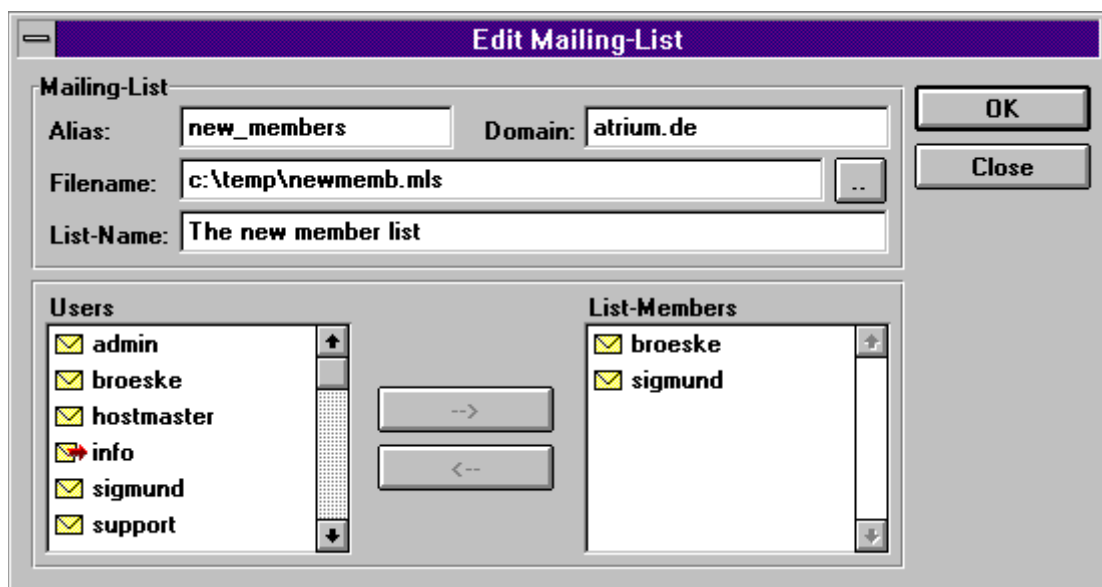 Edit Mailing-List
Mailing-List
Alias: new_members Domain: atrium.de
Filename: c:\temp\newmemb.mls ..
List-Name: The new member list
OK
Close
Users
admin
broeske
hostmaster
info
sigmund
support
-->
<--
List-Members
broeske
sigmund